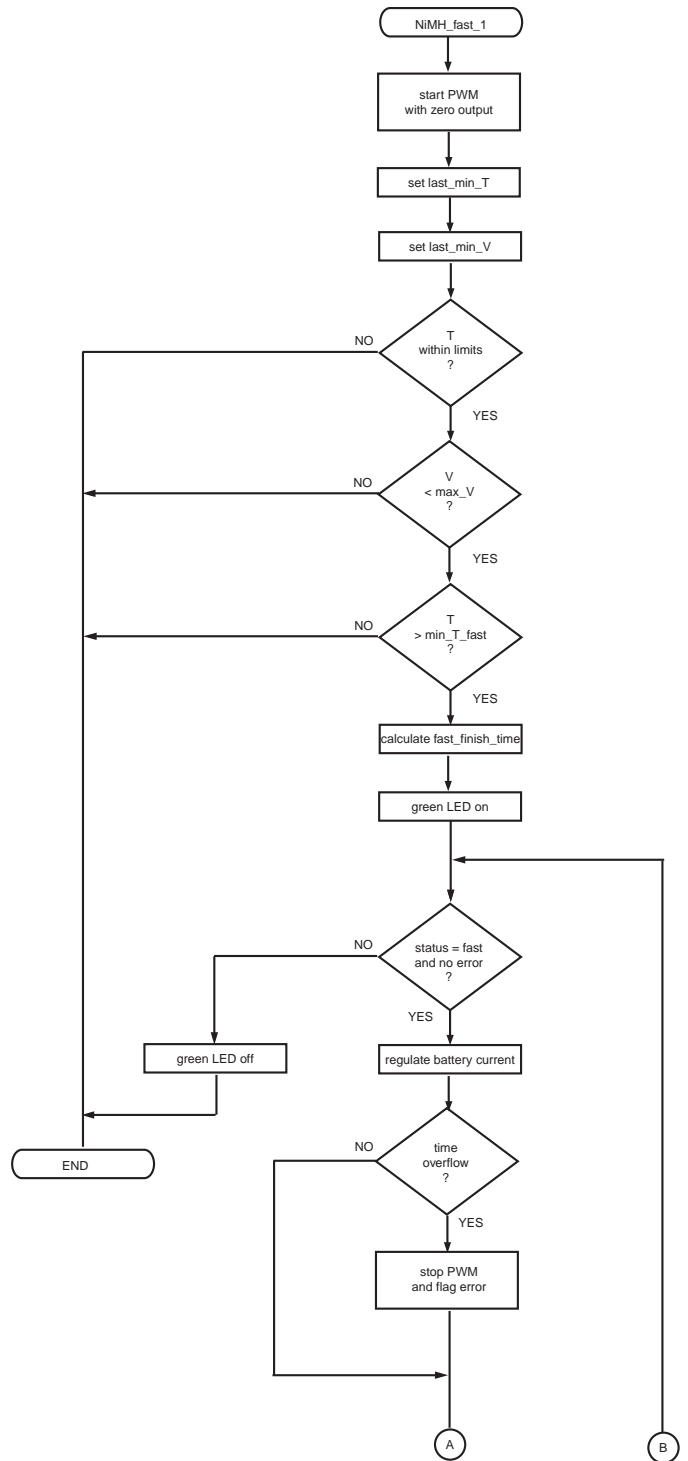 NiMH_fast_1
start PWM
with zero output
set last_min_T
set last_min_V
NO
T
within limits
?
YES
NO
V
< max_V
?
YES
NO
T
> min_T_fast
?
YES
calculate fast_finish_time
green LED on
NO
status = fast
and no error
?
YES
green LED off
regulate battery current
NO
time
overflow
?
END
YES
stop PWM
and flag error
A
B